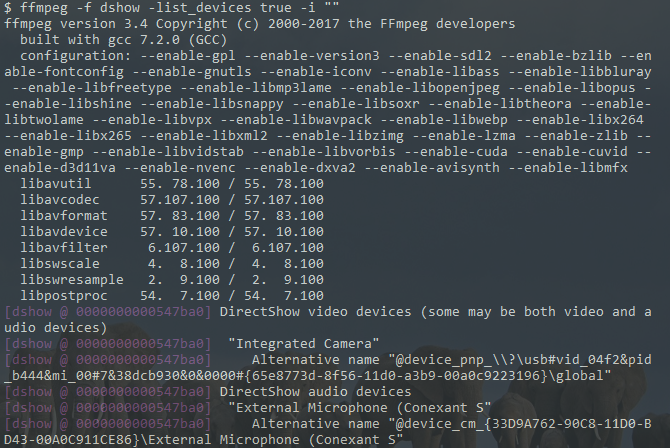 $ ffmpeg -f dshow -list_devices true -i ""
ffmpeg version 3.4 Copyright (c) 2000-2017 the FFmpeg developers
  built with gcc 7.2.0 (GCC)
  configuration: --enable-gpl --enable-version3 --enable-sdl2 --enable-bzlib --en
able-fontconfig --enable-gnutls --enable-iconv --enable-libass --enable-libbluray
 --enable-libfreetype --enable-libmp3lame --enable-libopenjpeg --enable-libopus -
-enable-libshine --enable-libsnappy --enable-libsoxr --enable-libtheora --enable-
libtwolame --enable-libvpx --enable-libwavpack --enable-libwebp --enable-libx264
--enable-libx265 --enable-libxml2 --enable-libzimg --enable-lzma --enable-zlib --
enable-gmp --enable-libvidstab --enable-libvorbis --enable-cuda --enable-cuvid --
enable-d3d11va --enable-nvenc --enable-dxva2 --enable-avisynth --enable-libmfx
  libavutil      55. 78.100 / 55. 78.100
  libavcodec     57.107.100 / 57.107.100
  libavformat    57. 83.100 / 57. 83.100
  libavdevice    57. 10.100 / 57. 10.100
  libavfilter     6.107.100 /  6.107.100
  libswscale      4.  8.100 /  4.  8.100
  libswresample   2.  9.100 /  2.  9.100
  libpostproc    54.  7.100 / 54.  7.100
[dshow @ 0000000000547ba0] DirectShow video devices (some may be both video and a
udio devices)
[dshow @ 0000000000547ba0]  "Integrated Camera"
[dshow @ 0000000000547ba0]     Alternative name "@device_pnp_\\?\usb#vid_04f2&pid
_b444&mi_00#7&38dcb930&0&0000#{65e8773d-8f56-11d0-a3b9-00a0c9223196}\global"
[dshow @ 0000000000547ba0] DirectShow audio devices
[dshow @ 0000000000547ba0]  "External Microphone (Conexant S"
[dshow @ 0000000000547ba0]     Alternative name "@device_cm_{33D9A762-90C8-11D0-B
D43-00A0C911CE86}\External Microphone (Conexant S"